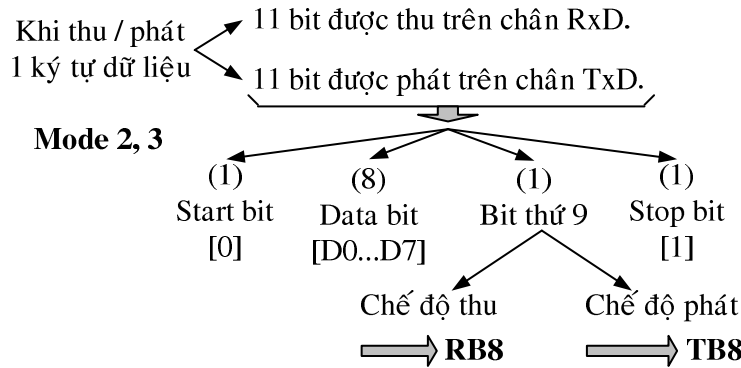 Khi thu / phát
1 ký tự dữ liệu
11 bit được thu trên chân RxD.
11 bit được phát trên chân TxD.
Mode 2, 3
(1)
Start bit
[0]
(8)
Data bit
[D0...D7]
(1)
Bit thứ 9
(1)
Stop bit
[1]
Chế độ thu
RB8
Chế độ phát
TB8